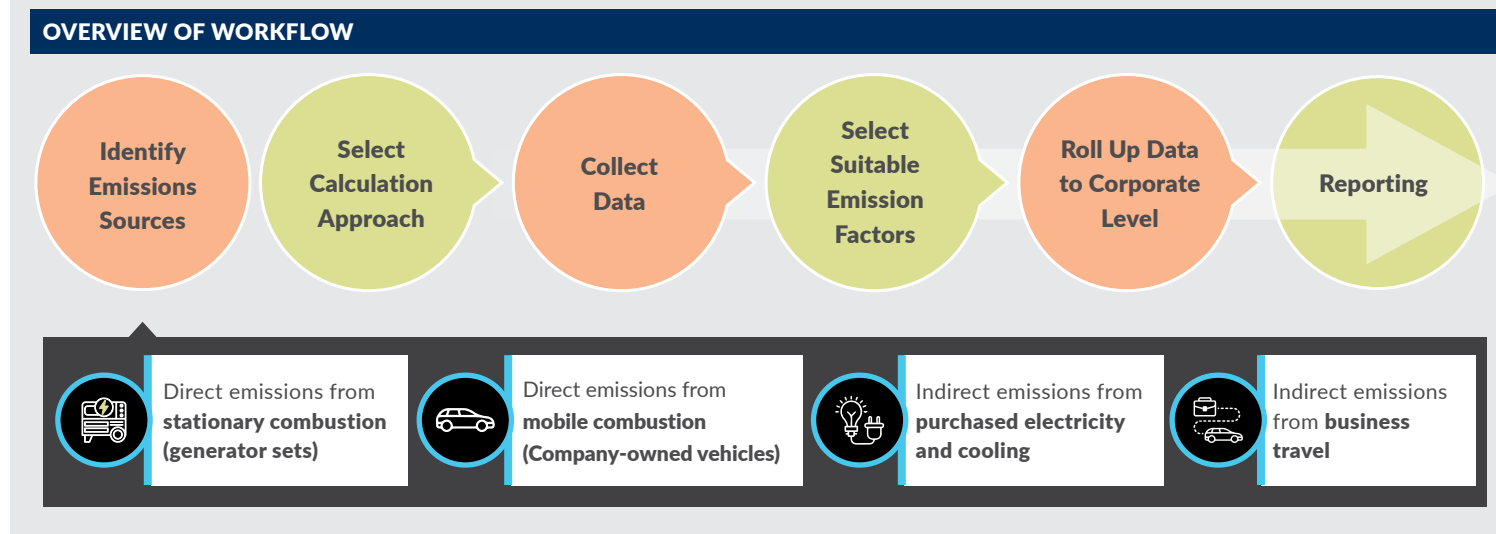 OVERVIEW OF WORKFLOW
Identify
Emissions
Sources
Select
Calculation
Approach
Collect
Data
Select
Suitable
Emission
Factors
Roll Up Data
to Corporate
Level
Reporting
Direct emissions from
stationary combustion
(generator sets)
Direct emissions from
mobile combustion
(Company-owned vehicles)
Indirect emissions from
purchased electricity
and cooling
Indirect emissions
from business
travel